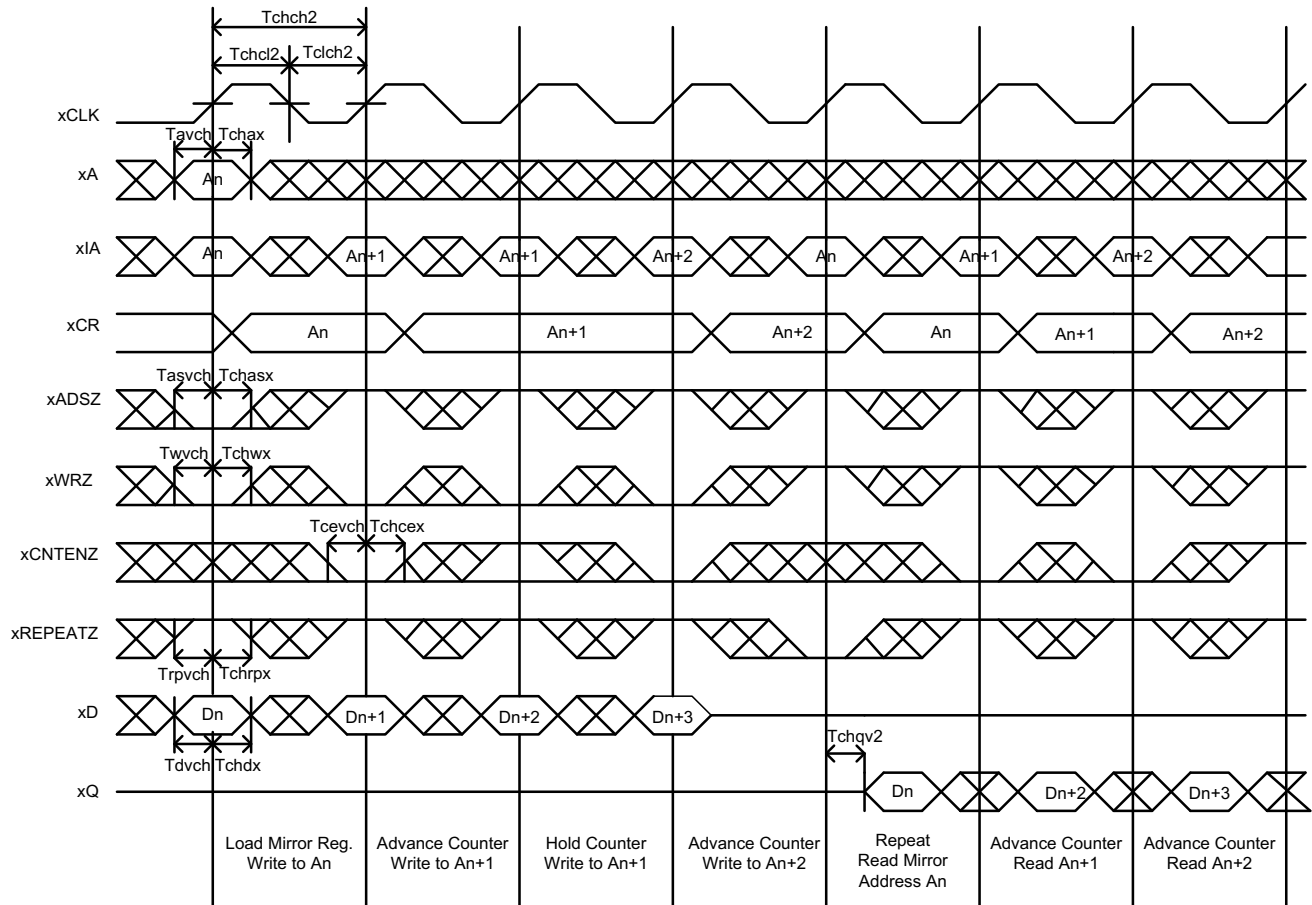 Tchch2
Tchcl2 Tclch2
xCLK
Tavch Tchax
xA An
xIA An An+1 An+1 An+2 An An+1 An+2
xCR An An+1 An+2 An An+1 An+2
Tasvch Tchasx
xADSZ
Twvch Tchwx
xWRZ
Tcevch Tchcex
xCNTENZ
xREPEATZ
Trpvch Tchrpx
xD Dn Dn+1 Dn+2 Dn+3
Tdvch Tchdx
Tchqv2
xQ Dn Dn+2 Dn+3
Load Mirror Reg.
Write to An
Advance Counter
Write to An+1
Hold Counter
Write to An+1
Advance Counter
Write to An+2
Repeat
Read Mirror
Address An
Advance Counter
Read An+1
Advance Counter
Read An+2